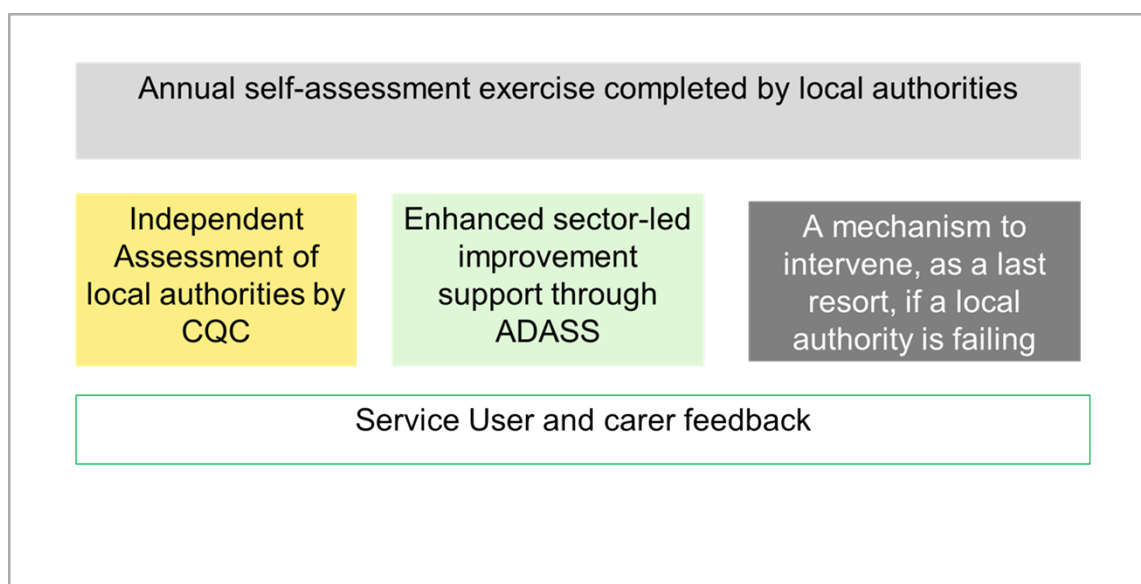 Annual self-assessment exercise completed by local authorities
Independent
Assessment of
local authorities by
CQC
Enhanced sector-led
improvement
support through
ADASS
A mechanism to
intervene, as a last
resort, if a local
authority is failing
Service User and carer feedback